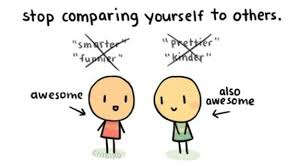 stop comparing yourself to others.
"smarter" "prettier"
"funnier" "kinder"
awesome
also
awesome